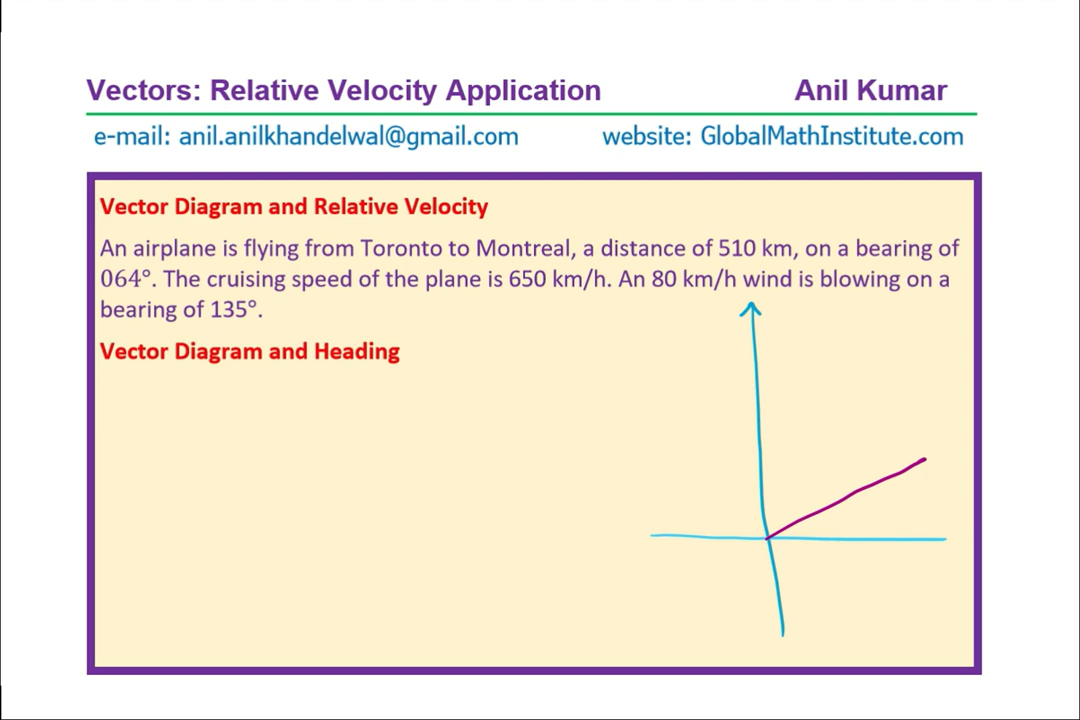 Vectors: Relative Velocity Application Anil Kumar
e-mail: anil.anilkhandelwal@gmail.com website: GlobalMathInstitute.com
Vector Diagram and Relative Velocity
An airplane is flying from Toronto to Montreal, a distance of 510 km, on a bearing of
064°. The cruising speed of the plane is 650 km/h. An 80 km/h wind is blowing on a
bearing of 135°.
Vector Diagram and Heading